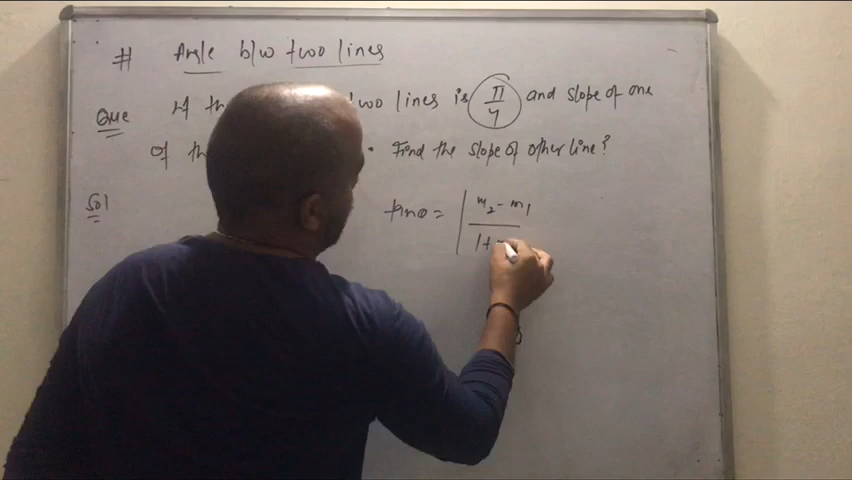 # Angle b/w two lines
Que If th two lines is π/4 and slope of one
of th . Find the slope of other line?
Sol tanθ = | m₂ - m₁ / 1+